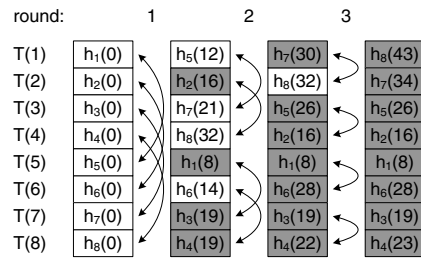 round: 1 2 3
T(1) h₁(0) h₅(12) h₇(30) h₈(43)
T(2) h₂(0) h₂(16) h₈(32) h₇(34)
T(3) h₃(0) h₇(21) h₅(26) h₅(26)
T(4) h₄(0) h₈(32) h₂(16) h₂(16)
T(5) h₅(0) h₁(8) h₁(8) h₁(8)
T(6) h₆(0) h₆(14) h₆(28) h₆(28)
T(7) h₇(0) h₃(19) h₃(19) h₃(19)
T(8) h₈(0) h₄(19) h₄(22) h₄(23)